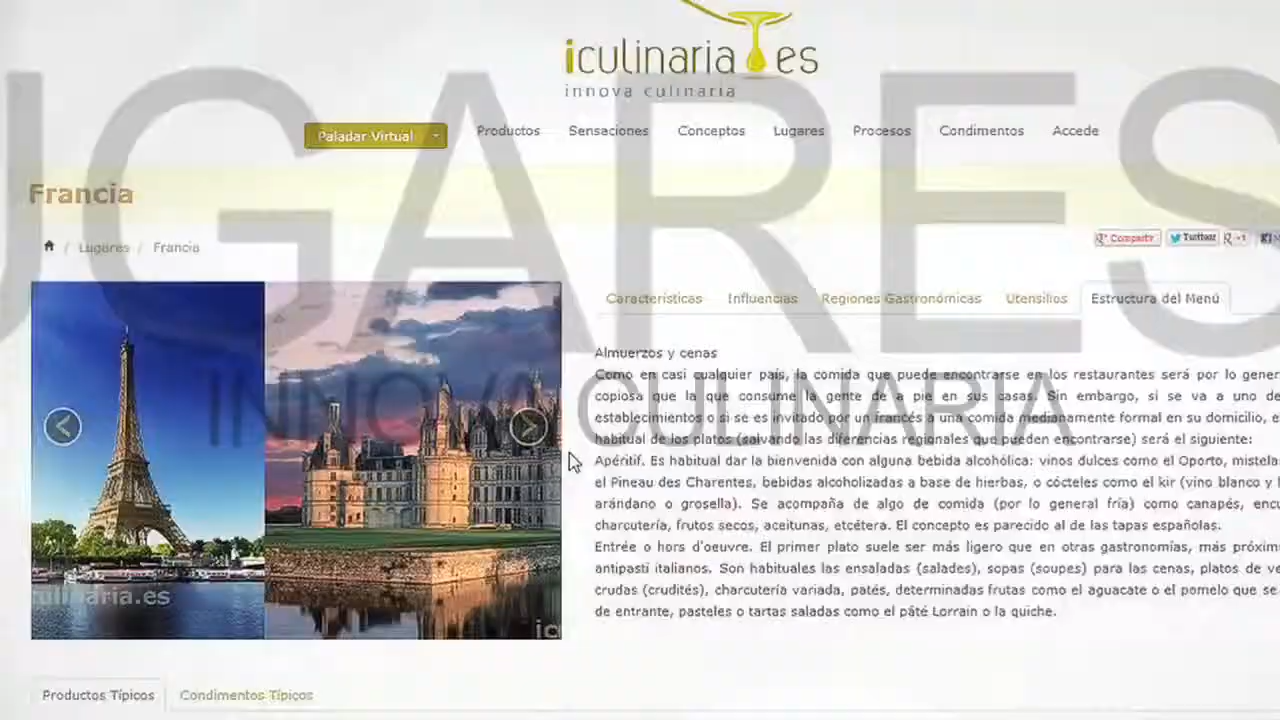 iculinaria es
innova culinaria
Paladar Virtual
Productos
Sensaciones
Conceptos
Lugares
Procesos
Condimentos
Accede
UGARES
INNOVA CULINARIA
Francia
/ Lugares / Francia
Compartir
Twittear
+1
Características
Influencias
Regiones Gastronómicas
Utensilios
Estructura del Menú
Almuerzos y cenas
Como en casi cualquier país, la comida que puede encontrarse en los restaurantes será por lo gener
copiosa que la que consume la gente de a pie en sus casas. Sin embargo, si se va a uno de
establecimientos o si se es invitado por un francés a una comida medianamente formal en su domicilio, e
habitual de los platos (salvando las diferencias regionales que pueden encontrarse) será el siguiente:
Apéritif. Es habitual dar la bienvenida con alguna bebida alcohólica: vinos dulces como el Oporto, mistela
el Pineau des Charentes, bebidas alcoholizadas a base de hierbas, o cócteles como el kir (vino blanco y
arándano o grosella). Se acompaña de algo de comida (por lo general fría) como canapés, encu
charcutería, frutos secos, aceitunas, etcétera. El concepto es parecido al de las tapas españolas.
Entrée o hors d'oeuvre. El primer plato suele ser más ligero que en otras gastronomías, más próxim
antipasti italianos. Son habituales las ensaladas (salades), sopas (soupes) para las cenas, platos de ve
crudas (crudités), charcutería variada, patés, determinadas frutas como el aguacate o el pomelo que se
de entrante, pasteles o tartas saladas como el pâté Lorrain o la quiche.
culinaria.es
ic
Productos Típicos
Condimentos Típicos